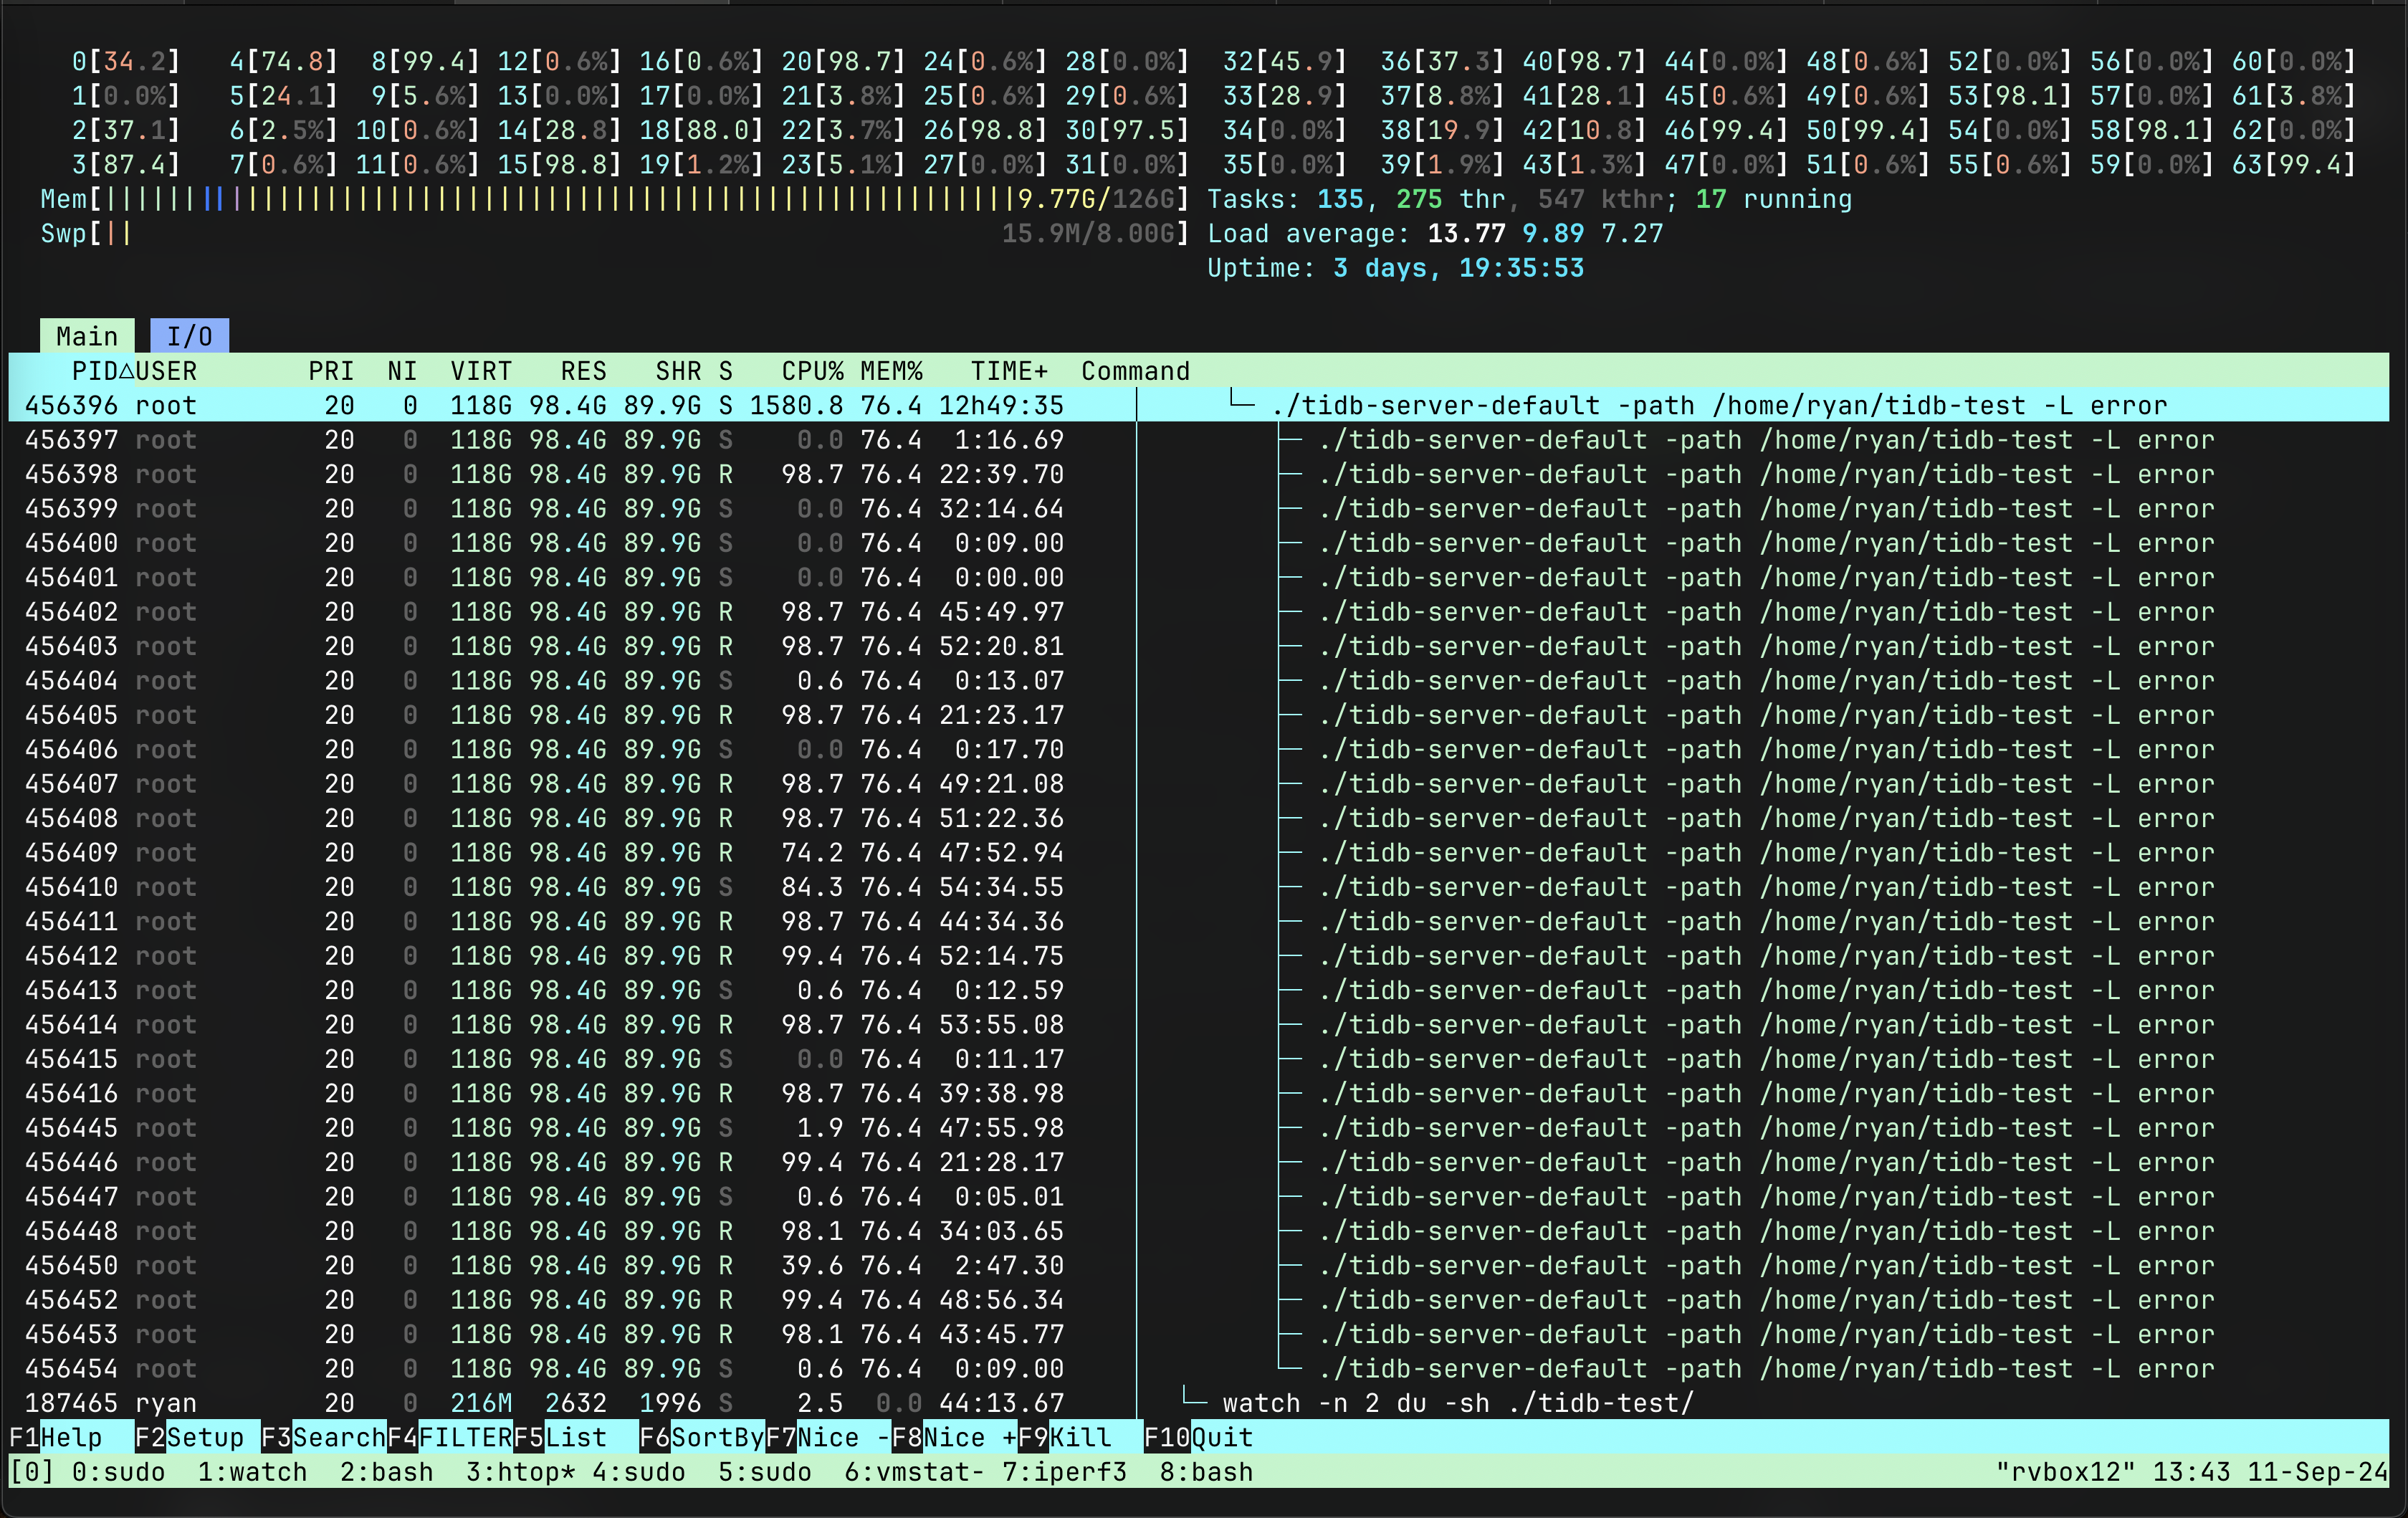 0[34.2] 4[74.8] 8[99.4] 12[0.6%] 16[0.6%] 20[98.7] 24[0.6%] 28[0.0%] 32[45.9] 36[37.3] 40[98.7] 44[0.0%] 48[0.6%] 52[0.0%] 56[0.0%] 60[0.0%]
1[0.0%] 5[24.1] 9[5.6%] 13[0.0%] 17[0.0%] 21[3.8%] 25[0.6%] 29[0.6%] 33[28.9] 37[8.8%] 41[28.1] 45[0.6%] 49[0.6%] 53[98.1] 57[0.0%] 61[3.8%]
2[37.1] 6[2.5%] 10[0.6%] 14[28.8] 18[88.0] 22[3.7%] 26[98.8] 30[97.5] 34[0.0%] 38[19.9] 42[10.8] 46[99.4] 50[99.4] 54[0.0%] 58[98.1] 62[0.0%]
3[87.4] 7[0.6%] 11[0.6%] 15[98.8] 19[1.2%] 23[5.1%] 27[0.0%] 31[0.0%] 35[0.0%] 39[1.9%] 43[1.3%] 47[0.0%] 51[0.6%] 55[0.6%] 59[0.0%] 63[99.4]
Mem[||||||||||||||||||||||||||||||||||||||||||||||||||||||||||9.77G/126G] Tasks: 135, 275 thr, 547 kthr; 17 running
Swp[|| 15.9M/8.00G] Load average: 13.77 9.89 7.27
Uptime: 3 days, 19:35:53
Main I/O
PID△USER PRI NI VIRT RES SHR S CPU% MEM% TIME+ Command
456396 root 20 0 118G 98.4G 89.9G S 1580.8 76.4 12h49:35 │ └─ ./tidb-server-default -path /home/ryan/tidb-test -L error
456397 root 20 0 118G 98.4G 89.9G S 0.0 76.4 1:16.69 │ ├─ ./tidb-server-default -path /home/ryan/tidb-test -L error
456398 root 20 0 118G 98.4G 89.9G R 98.7 76.4 22:39.70 │ ├─ ./tidb-server-default -path /home/ryan/tidb-test -L error
456399 root 20 0 118G 98.4G 89.9G S 0.0 76.4 32:14.64 │ ├─ ./tidb-server-default -path /home/ryan/tidb-test -L error
456400 root 20 0 118G 98.4G 89.9G S 0.0 76.4 0:09.00 │ ├─ ./tidb-server-default -path /home/ryan/tidb-test -L error
456401 root 20 0 118G 98.4G 89.9G S 0.0 76.4 0:00.00 │ ├─ ./tidb-server-default -path /home/ryan/tidb-test -L error
456402 root 20 0 118G 98.4G 89.9G R 98.7 76.4 45:49.97 │ ├─ ./tidb-server-default -path /home/ryan/tidb-test -L error
456403 root 20 0 118G 98.4G 89.9G R 98.7 76.4 52:20.81 │ ├─ ./tidb-server-default -path /home/ryan/tidb-test -L error
456404 root 20 0 118G 98.4G 89.9G S 0.6 76.4 0:13.07 │ ├─ ./tidb-server-default -path /home/ryan/tidb-test -L error
456405 root 20 0 118G 98.4G 89.9G R 98.7 76.4 21:23.17 │ ├─ ./tidb-server-default -path /home/ryan/tidb-test -L error
456406 root 20 0 118G 98.4G 89.9G S 0.0 76.4 0:17.70 │ ├─ ./tidb-server-default -path /home/ryan/tidb-test -L error
456407 root 20 0 118G 98.4G 89.9G R 98.7 76.4 49:21.08 │ ├─ ./tidb-server-default -path /home/ryan/tidb-test -L error
456408 root 20 0 118G 98.4G 89.9G R 98.7 76.4 51:22.36 │ ├─ ./tidb-server-default -path /home/ryan/tidb-test -L error
456409 root 20 0 118G 98.4G 89.9G R 74.2 76.4 47:52.94 │ ├─ ./tidb-server-default -path /home/ryan/tidb-test -L error
456410 root 20 0 118G 98.4G 89.9G S 84.3 76.4 54:34.55 │ ├─ ./tidb-server-default -path /home/ryan/tidb-test -L error
456411 root 20 0 118G 98.4G 89.9G R 98.7 76.4 44:34.36 │ ├─ ./tidb-server-default -path /home/ryan/tidb-test -L error
456412 root 20 0 118G 98.4G 89.9G R 99.4 76.4 52:14.75 │ ├─ ./tidb-server-default -path /home/ryan/tidb-test -L error
456413 root 20 0 118G 98.4G 89.9G S 0.6 76.4 0:12.59 │ ├─ ./tidb-server-default -path /home/ryan/tidb-test -L error
456414 root 20 0 118G 98.4G 89.9G R 98.7 76.4 53:55.08 │ ├─ ./tidb-server-default -path /home/ryan/tidb-test -L error
456415 root 20 0 118G 98.4G 89.9G S 0.0 76.4 0:11.17 │ ├─ ./tidb-server-default -path /home/ryan/tidb-test -L error
456416 root 20 0 118G 98.4G 89.9G R 98.7 76.4 39:38.98 │ ├─ ./tidb-server-default -path /home/ryan/tidb-test -L error
456445 root 20 0 118G 98.4G 89.9G S 1.9 76.4 47:55.98 │ ├─ ./tidb-server-default -path /home/ryan/tidb-test -L error
456446 root 20 0 118G 98.4G 89.9G R 99.4 76.4 21:28.17 │ ├─ ./tidb-server-default -path /home/ryan/tidb-test -L error
456447 root 20 0 118G 98.4G 89.9G S 0.6 76.4 0:05.01 │ ├─ ./tidb-server-default -path /home/ryan/tidb-test -L error
456448 root 20 0 118G 98.4G 89.9G R 98.1 76.4 34:03.65 │ ├─ ./tidb-server-default -path /home/ryan/tidb-test -L error
456450 root 20 0 118G 98.4G 89.9G R 39.6 76.4 2:47.30 │ ├─ ./tidb-server-default -path /home/ryan/tidb-test -L error
456452 root 20 0 118G 98.4G 89.9G R 99.4 76.4 48:56.34 │ ├─ ./tidb-server-default -path /home/ryan/tidb-test -L error
456453 root 20 0 118G 98.4G 89.9G R 98.1 76.4 43:45.77 │ ├─ ./tidb-server-default -path /home/ryan/tidb-test -L error
456454 root 20 0 118G 98.4G 89.9G S 0.6 76.4 0:09.00 │ └─ ./tidb-server-default -path /home/ryan/tidb-test -L error
187465 ryan 20 0 216M 2632 1996 S 2.5 0.0 44:13.67 │ └─ watch -n 2 du -sh ./tidb-test/
F1Help F2Setup F3SearchF4FILTERF5List F6SortByF7Nice -F8Nice +F9Kill F10Quit
[0] 0:sudo 1:watch 2:bash 3:htop* 4:sudo 5:sudo 6:vmstat- 7:iperf3 8:bash "rvbox12" 13:43 11-Sep-24